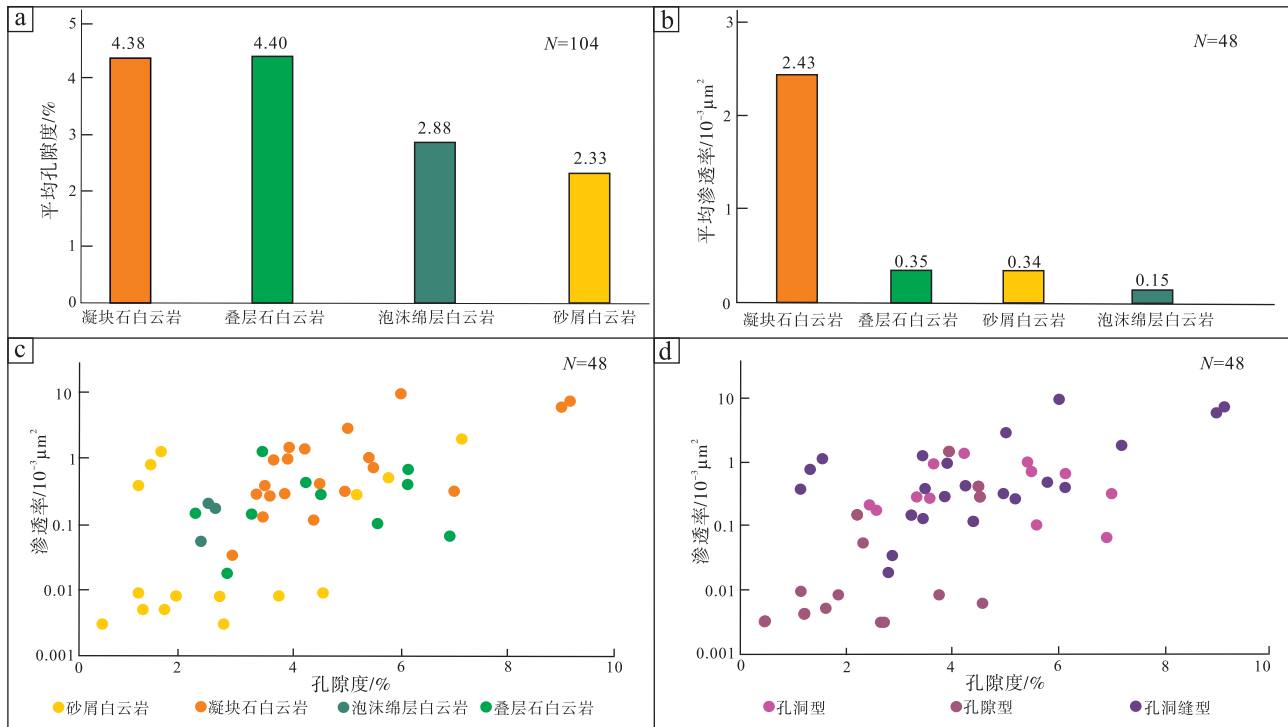 a
N=104
平均孔隙度/%
5
4
3
2
1
0
4.38
4.40
2.88
2.33
凝块石白云岩
叠层石白云岩
泡沫绵层白云岩
砂屑白云岩
b
N=48
平均渗透率/10⁻³μm²
3
2
1
0
2.43
0.35
0.34
0.15
凝块石白云岩
叠层石白云岩
砂屑白云岩
泡沫绵层白云岩
c
N=48
渗透率/10⁻³μm²
10
1
0.1
0.01
0.001
0 2 4 6 8 10
孔隙度/%
砂屑白云岩 凝块石白云岩 泡沫绵层白云岩 叠层石白云岩
d
N=48
渗透率/10⁻³μm²
10
1
0.1
0.01
0.001
0 2 4 6 8 10
孔隙度/%
孔洞型 孔隙型 孔洞缝型